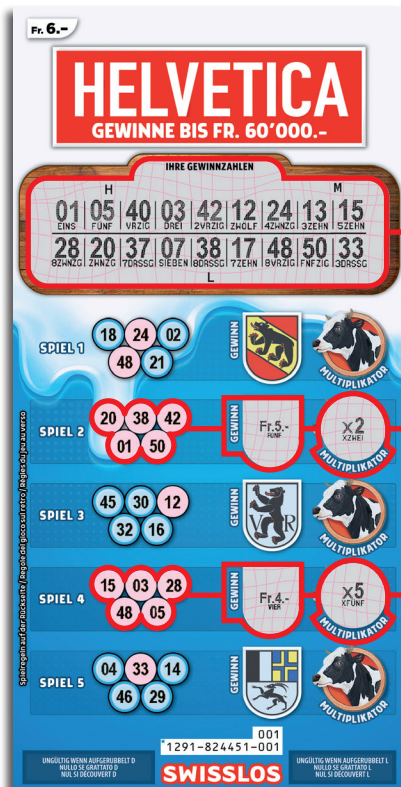 Fr. 6.–
HELVETICA
GEWINNE BIS FR. 60'000.-
IHRE GEWINNZAHLEN
H M
01 05 40 03 42 12 24 13 15
EINS FÜNF VRZIG DREI 2VRZIG ZWÖLF 4ZWNZG 3ZEHN 5ZEHN
28 20 37 07 38 17 48 50 33
8ZWNZG ZWNZG 7DRSSG SIEBEN 8DRSSG 7ZEHN 8VRZIG FNFZIG 3DRSSG
L
SPIEL 1
18 24 02
48 21
GEWINN
MULTIPLIKATOR
SPIEL 2
20 38 42
01 50
GEWINN
Fr.5.-
FÜNF
x2
XZWEI
MULTIPLIKATOR
SPIEL 3
45 30 12
32 16
GEWINN
V R
MULTIPLIKATOR
SPIEL 4
15 03 28
48 05
GEWINN
Fr.4.-
VIER
x5
XFÜNF
MULTIPLIKATOR
SPIEL 5
04 33 14
46 29
GEWINN
MULTIPLIKATOR
Spielregeln auf der Rückseite / Regole del gioco sul retro / Règles du jeu au verso
001
*1291-824451-001
UNGÜLTIG WENN AUFGERUBBELT D
NULLO SE GRATTATO D
NUL SI DÉCOUVERT D
SWISSLOS
UNGÜLTIG WENN AUFGERUBBELT L
NULLO SE GRATTATO L
NUL SI DÉCOUVERT L